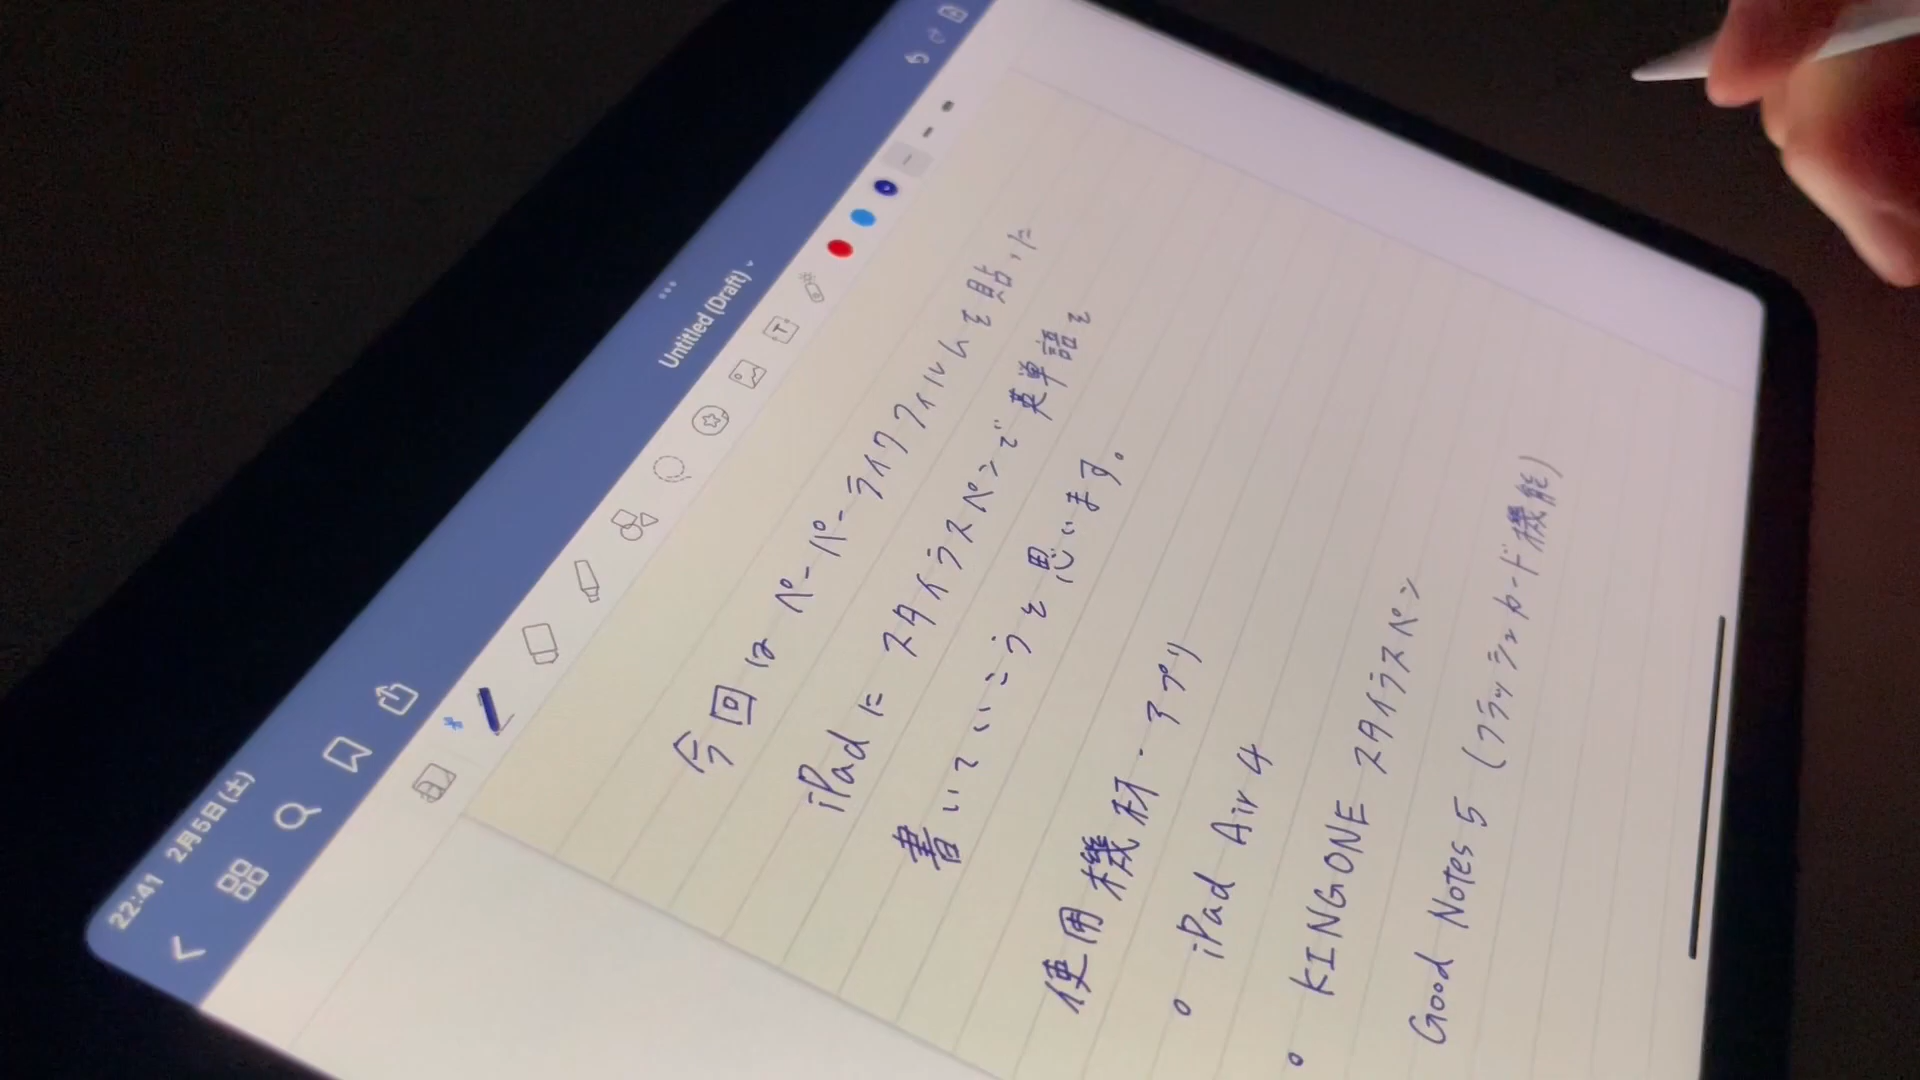 22:41 2月5日(土)
Untitled (Draft)
今回は ペーパーライクフィルムを貼った
iPadに スタイラスペンで 英単語を
書いていこうと思います。
使用機材・アプリ
○ iPad Air 4
○ KINGONE スタイラスペン
Good Notes 5 (フラッシュカード機能)